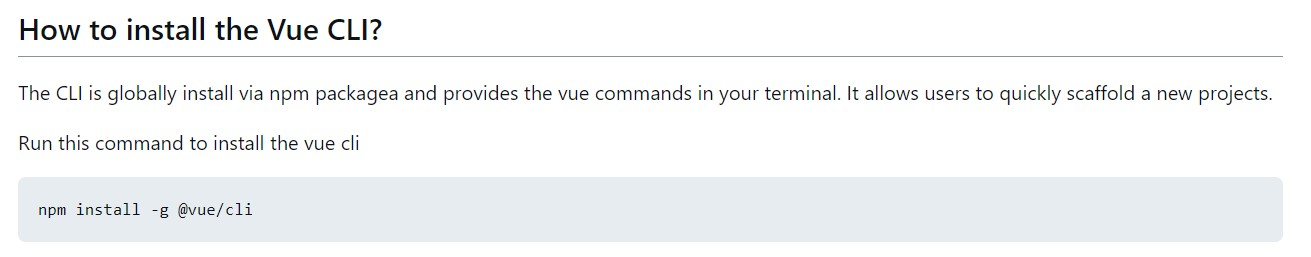 How to install the Vue CLI?
The CLI is globally install via npm packagea and provides the vue commands in your terminal. It allows users to quickly scaffold a new projects.
Run this command to install the vue cli
npm install -g @vue/cli